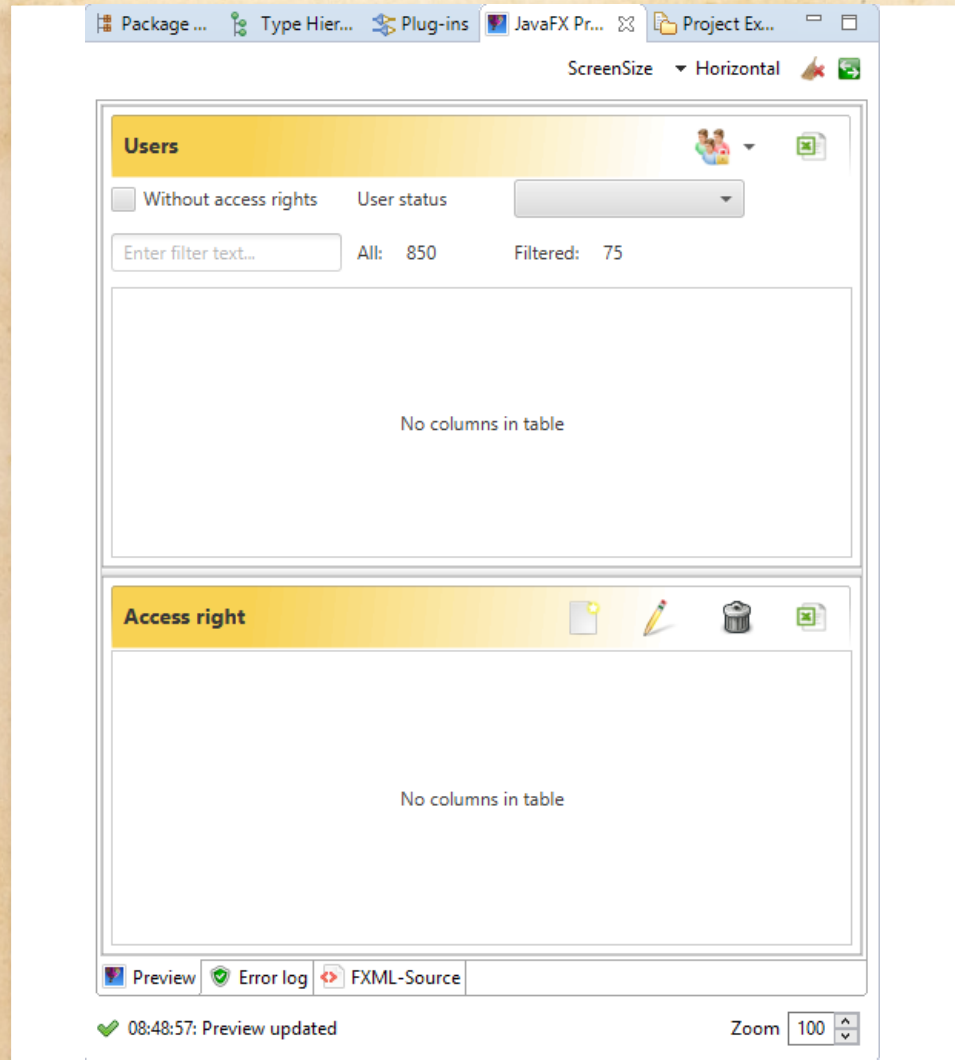 Package ... Type Hier... Plug-ins JavaFX Pr... Project Ex...
ScreenSize Horizontal
Users
Without access rights User status
Enter filter text... All: 850 Filtered: 75
No columns in table
Access right
No columns in table
Preview Error log FXML-Source
08:48:57: Preview updated Zoom 100